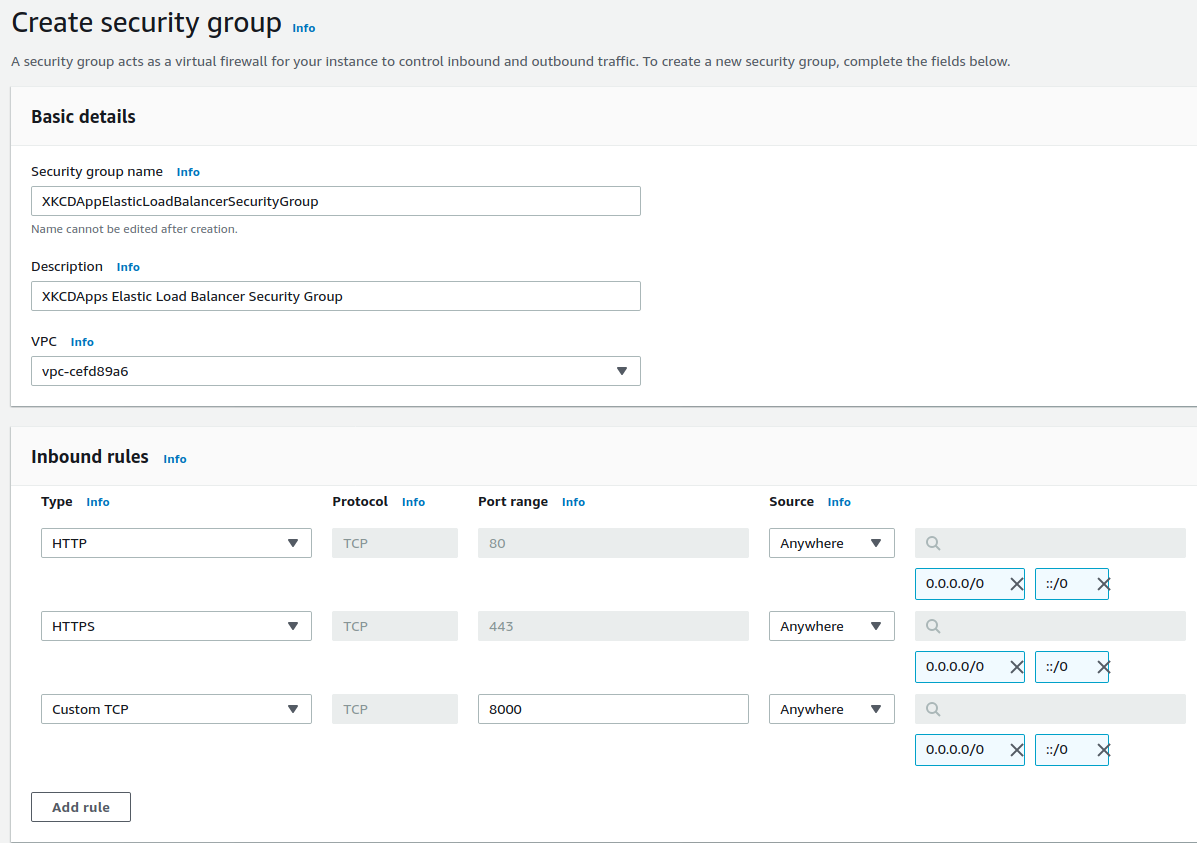 Create security group Info
A security group acts as a virtual firewall for your instance to control inbound and outbound traffic. To create a new security group, complete the fields below.
Basic details
Security group name Info
XKCDAppElasticLoadBalancerSecurityGroup
Name cannot be edited after creation.
Description Info
XKCDApps Elastic Load Balancer Security Group
VPC Info
vpc-cefd89a6
Inbound rules Info
Type Info Protocol Info Port range Info Source Info
HTTP TCP 80 Anywhere
0.0.0.0/0 ::/0
HTTPS TCP 443 Anywhere
0.0.0.0/0 ::/0
Custom TCP TCP 8000 Anywhere
0.0.0.0/0 ::/0
Add rule